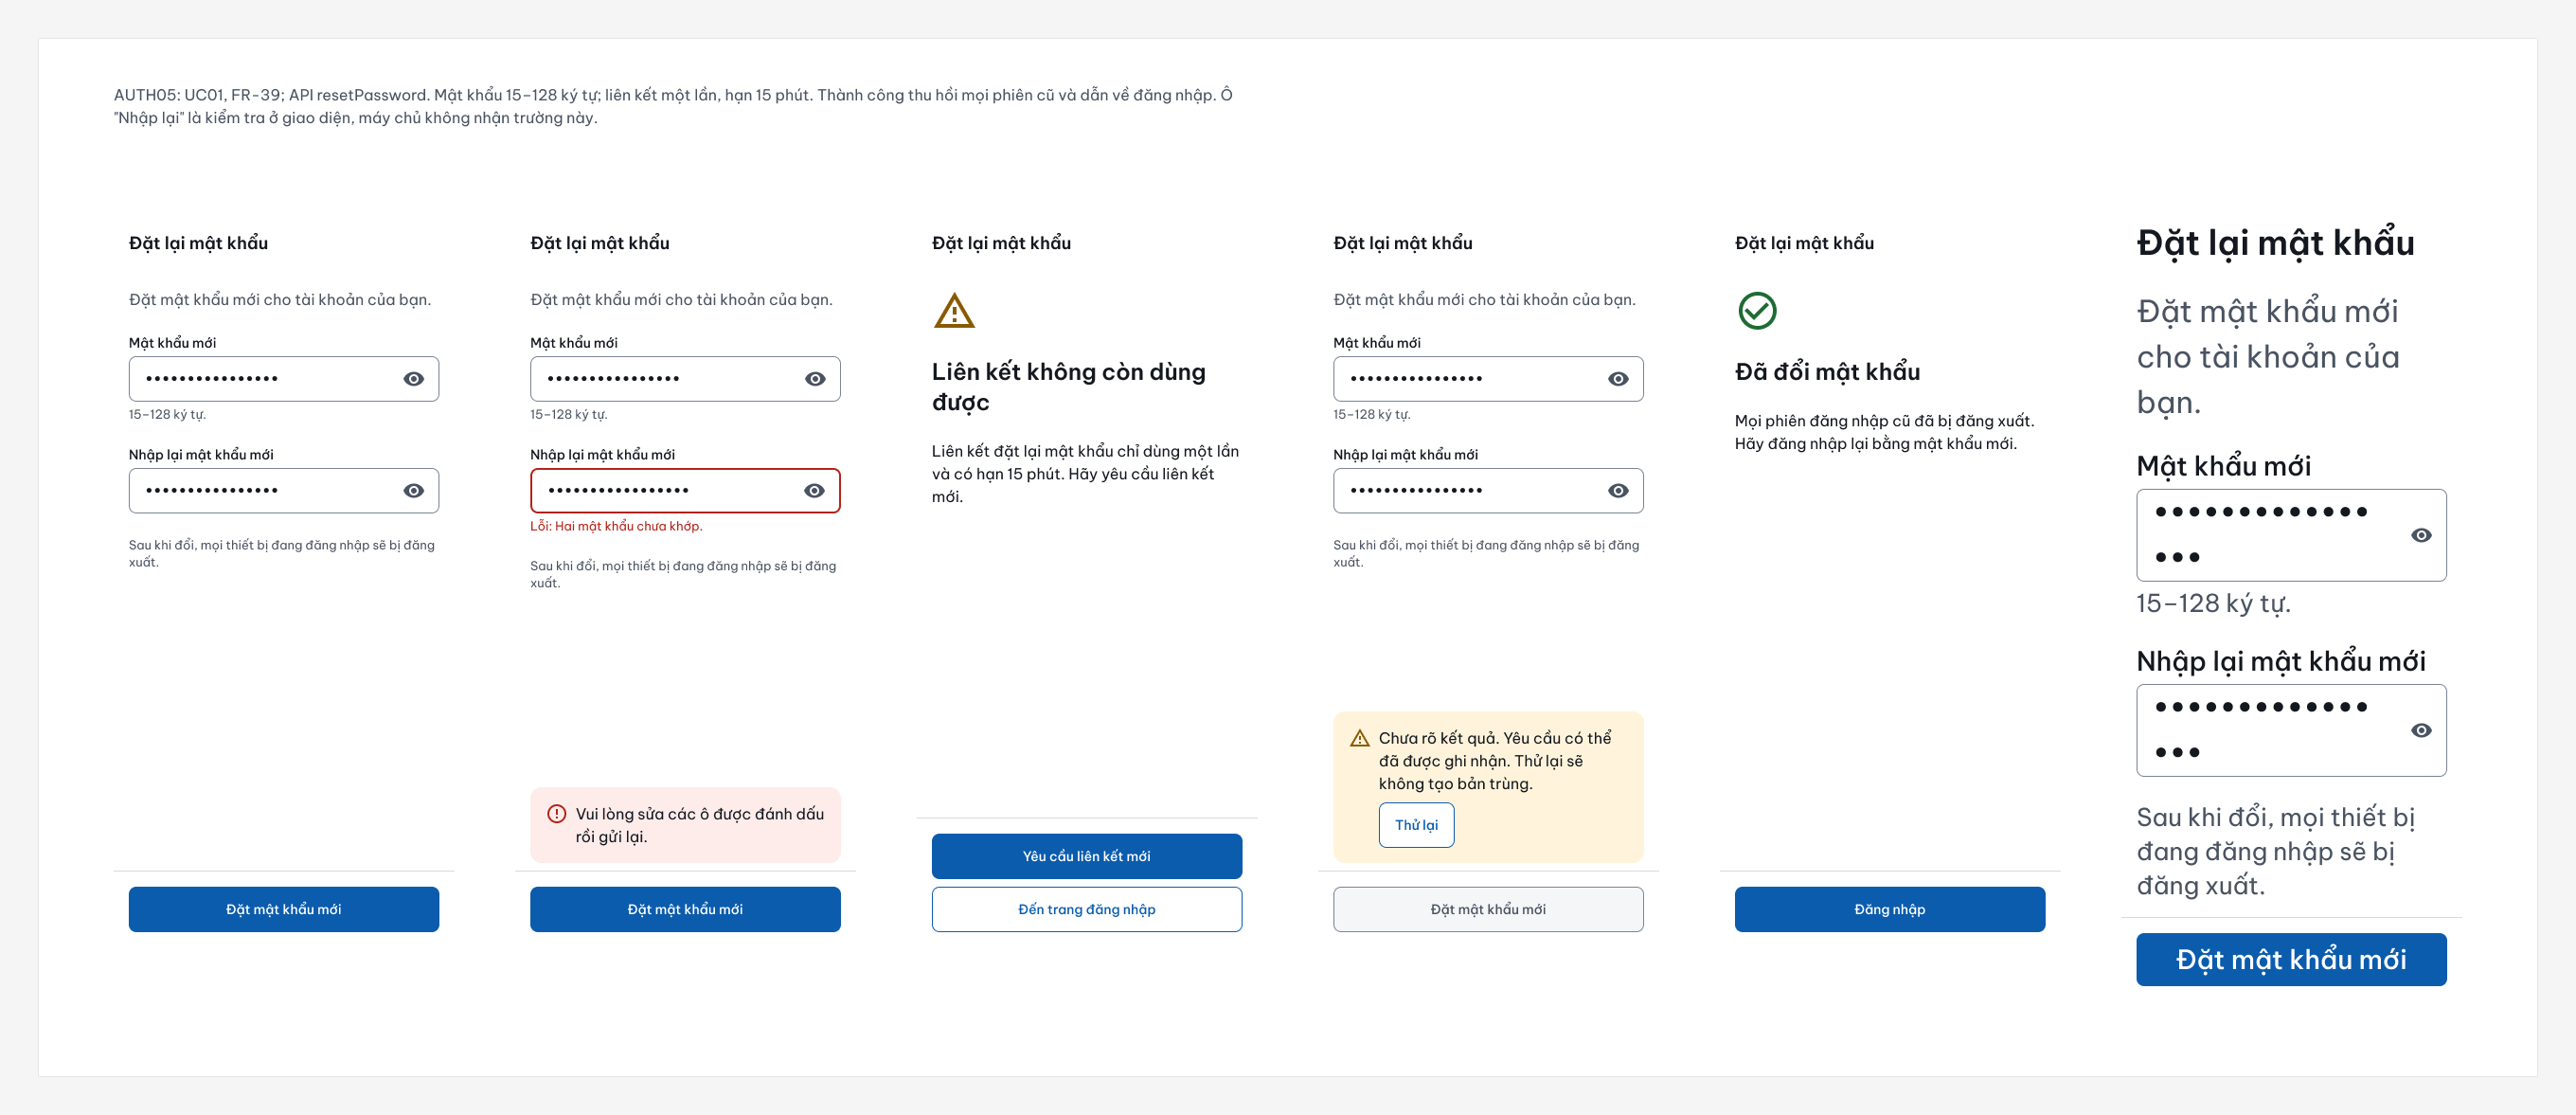 AUTH05: UC01, FR-39; API resetPassword. Mật khẩu 15–128 ký tự; liên kết một lần, hạn 15 phút. Thành công thu hồi mọi phiên cũ và dẫn về đăng nhập. Ô
"Nhập lại" là kiểm tra ở giao diện, máy chủ không nhận trường này.
Đặt lại mật khẩu
Đặt mật khẩu mới cho tài khoản của bạn.
Mật khẩu mới
••••••••••••••••
15–128 ký tự.
Nhập lại mật khẩu mới
••••••••••••••••
Sau khi đổi, mọi thiết bị đang đăng nhập sẽ bị đăng
xuất.
Đặt mật khẩu mới
Đặt lại mật khẩu
Đặt mật khẩu mới cho tài khoản của bạn.
Mật khẩu mới
••••••••••••••••
15–128 ký tự.
Nhập lại mật khẩu mới
•••••••••••••••••
Lỗi: Hai mật khẩu chưa khớp.
Sau khi đổi, mọi thiết bị đang đăng nhập sẽ bị đăng
xuất.
Vui lòng sửa các ô được đánh dấu
rồi gửi lại.
Đặt mật khẩu mới
Đặt lại mật khẩu
Liên kết không còn dùng
được
Liên kết đặt lại mật khẩu chỉ dùng một lần
và có hạn 15 phút. Hãy yêu cầu liên kết
mới.
Yêu cầu liên kết mới
Đến trang đăng nhập
Đặt lại mật khẩu
Đặt mật khẩu mới cho tài khoản của bạn.
Mật khẩu mới
••••••••••••••••
15–128 ký tự.
Nhập lại mật khẩu mới
••••••••••••••••
Sau khi đổi, mọi thiết bị đang đăng nhập sẽ bị đăng
xuất.
Chưa rõ kết quả. Yêu cầu có thể
đã được ghi nhận. Thử lại sẽ
không tạo bản trùng.
Thử lại
Đặt mật khẩu mới
Đặt lại mật khẩu
Đã đổi mật khẩu
Mọi phiên đăng nhập cũ đã bị đăng xuất.
Hãy đăng nhập lại bằng mật khẩu mới.
Đăng nhập
Đặt lại mật khẩu
Đặt mật khẩu mới
cho tài khoản của
bạn.
Mật khẩu mới
•••••••••••••
•••
15–128 ký tự.
Nhập lại mật khẩu mới
•••••••••••••
•••
Sau khi đổi, mọi thiết bị
đang đăng nhập sẽ bị
đăng xuất.
Đặt mật khẩu mới